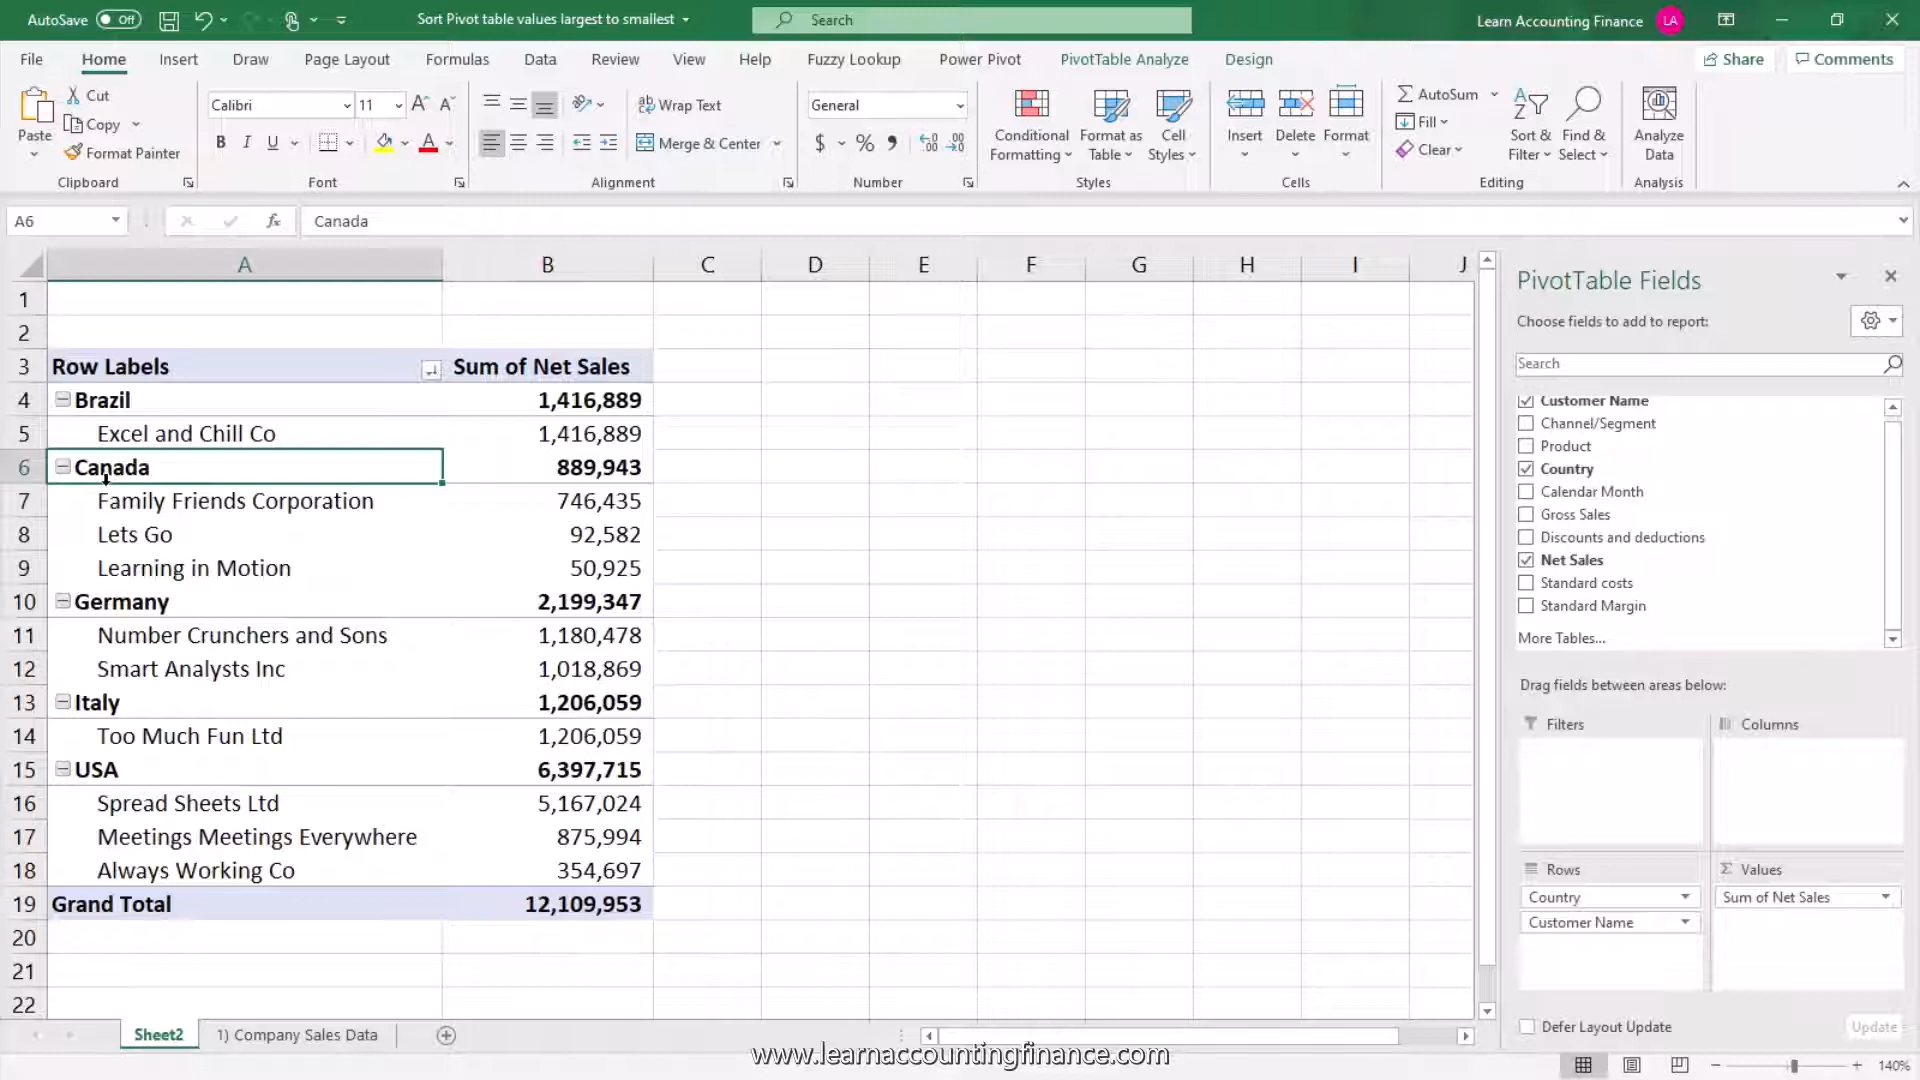 AutoSave Off Sort Pivot table values largest to smallest Search Learn Accounting Finance LA
File Home Insert Draw Page Layout Formulas Data Review View Help Fuzzy Lookup Power Pivot PivotTable Analyze Design Share Comments
Paste
Cut
Copy
Format Painter
Clipboard
Calibri 11
B I U
Font
Wrap Text
Merge & Center
Alignment
General
$ %
Number
Conditional Formatting
Format as Table
Cell Styles
Styles
Insert Delete Format
Cells
AutoSum
Fill
Clear
Sort & Filter
Find & Select
Editing
Analyze Data
Analysis
A6 fx Canada
A B C D E F G H I J
1
2
3 Row Labels Sum of Net Sales
4 Brazil 1,416,889
5 Excel and Chill Co 1,416,889
6 Canada 889,943
7 Family Friends Corporation 746,435
8 Lets Go 92,582
9 Learning in Motion 50,925
10 Germany 2,199,347
11 Number Crunchers and Sons 1,180,478
12 Smart Analysts Inc 1,018,869
13 Italy 1,206,059
14 Too Much Fun Ltd 1,206,059
15 USA 6,397,715
16 Spread Sheets Ltd 5,167,024
17 Meetings Meetings Everywhere 875,994
18 Always Working Co 354,697
19 Grand Total 12,109,953
20
21
22
PivotTable Fields
Choose fields to add to report:
Search
Customer Name
Channel/Segment
Product
Country
Calendar Month
Gross Sales
Discounts and deductions
Net Sales
Standard costs
Standard Margin
More Tables...
Drag fields between areas below:
Filters Columns
Rows Values
Country Sum of Net Sales
Customer Name
Defer Layout Update Update
Sheet2 1) Company Sales Data
www.learnaccountingfinance.com
140%